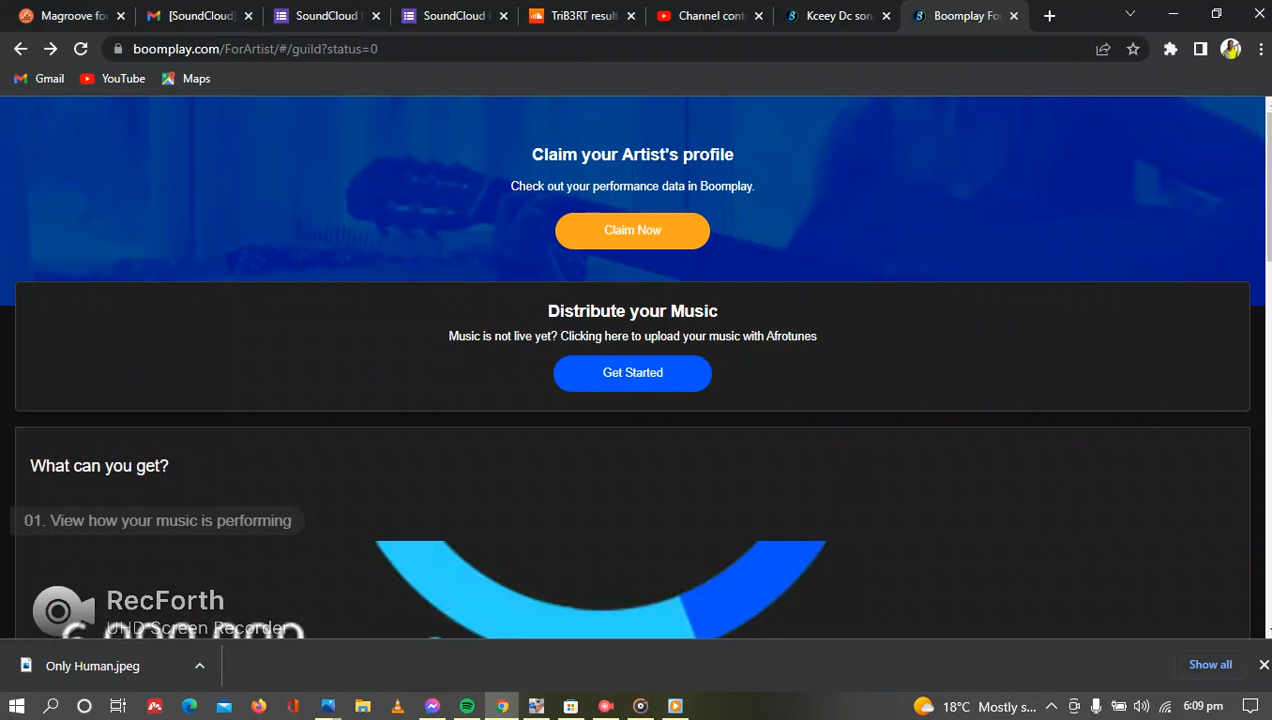 Magroove for
[SoundCloud]
SoundCloud
SoundCloud
TriB3RT result
Channel cont
Kceey Dc son
Boomplay Fo
boomplay.com/ForArtist/#/guild?status=0
Gmail
YouTube
Maps
Claim your Artist's profile
Check out your performance data in Boomplay.
Claim Now
Distribute your Music
Music is not live yet? Clicking here to upload your music with Afrotunes
Get Started
What can you get?
01. View how your music is performing
RecForth
UHD Screen Recorder
Only Human.jpeg
Show all
18°C Mostly s...
6:09 pm